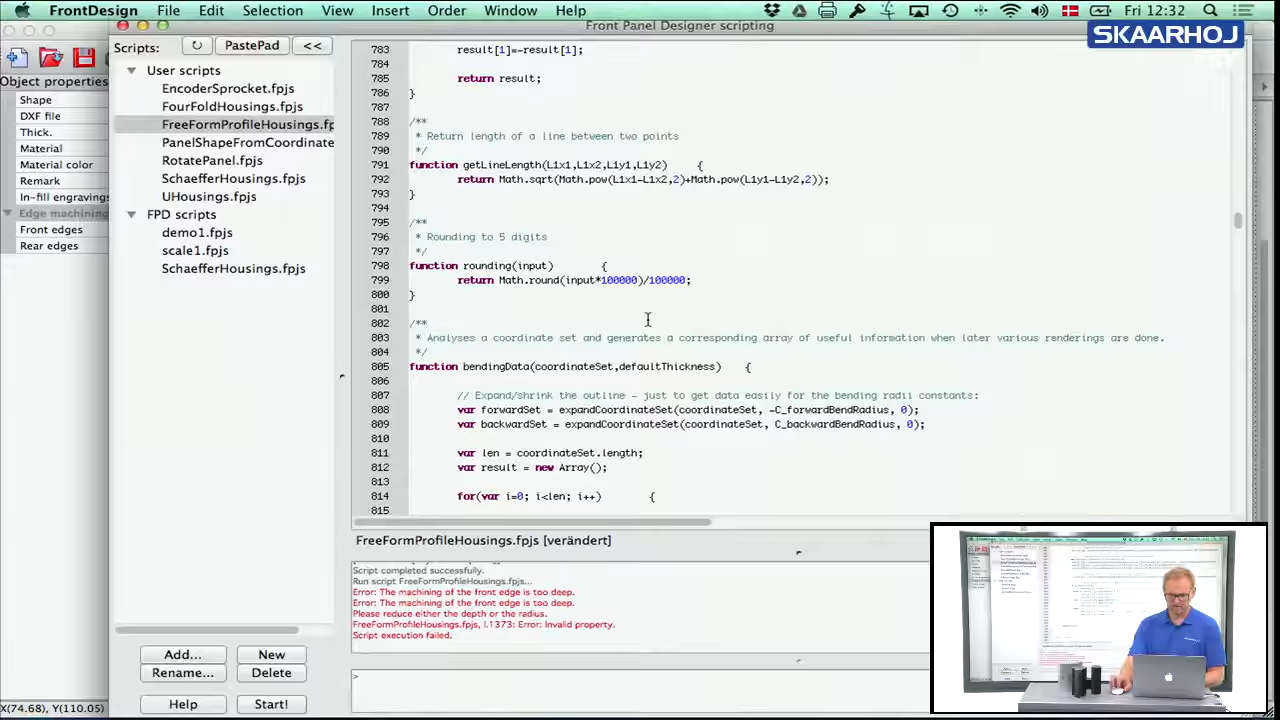 FrontDesign File Edit Selection View Insert Order Window Help Fri 12:32
Front Panel Designer scripting
SKAARHOJ
Object properties
Shape
DXF file
Thick.
Material
Material color
Remark
In-fill engravings
Edge machining
Front edges
Rear edges
X(74.68), Y(110.05)
Scripts: ↻ PastePad <<
User scripts
EncoderSprocket.fpjs
FourFoldHousings.fpjs
FreeFormProfileHousings.fp
PanelShapeFromCoordinate
RotatePanel.fpjs
SchaefferHousings.fpjs
UHousings.fpjs
FPD scripts
demo1.fpjs
scale1.fpjs
SchaefferHousings.fpjs
Add... New
Rename... Delete
Help Start!
783 result[1]=-result[1];
784
785 return result;
786 }
787
788 /**
789 * Return length of a line between two points
790 */
791 function getLineLength(L1x1,L1x2,L1y1,L1y2) {
792 return Math.sqrt(Math.pow(L1x1-L1x2,2)+Math.pow(L1y1-L1y2,2));
793 }
794
795 /**
796 * Rounding to 5 digits
797 */
798 function rounding(input) {
799 return Math.round(input*100000)/100000;
800 }
801
802 /**
803 * Analyses a coordinate set and generates a corresponding array of useful information when later various renderings are done.
804 */
805 function bendingData(coordinateSet,defaultThickness) {
806
807 // Expand/shrink the outline - just to get data easily for the bending radii constants:
808 var forwardSet = expandCoordinateSet(coordinateSet, -C_forwardBendRadius, 0);
809 var backwardSet = expandCoordinateSet(coordinateSet, C_backwardBendRadius, 0);
810
811 var len = coordinateSet.length;
812 var result = new Array();
813
814 for(var i=0; i<len; i++) {
815
FreeFormProfileHousings.fpjs [verändert]
Script finished successfully.
Run script FreeFormProfileHousings.fpjs...
Error: The machining of the front edge is too deep.
Error: The machining of the front edge is too deep.
Please reduce either the depth or the radius.
FreeFormProfileHousings.fpjs, l.1373: Error: Invalid property.
Script execution failed.